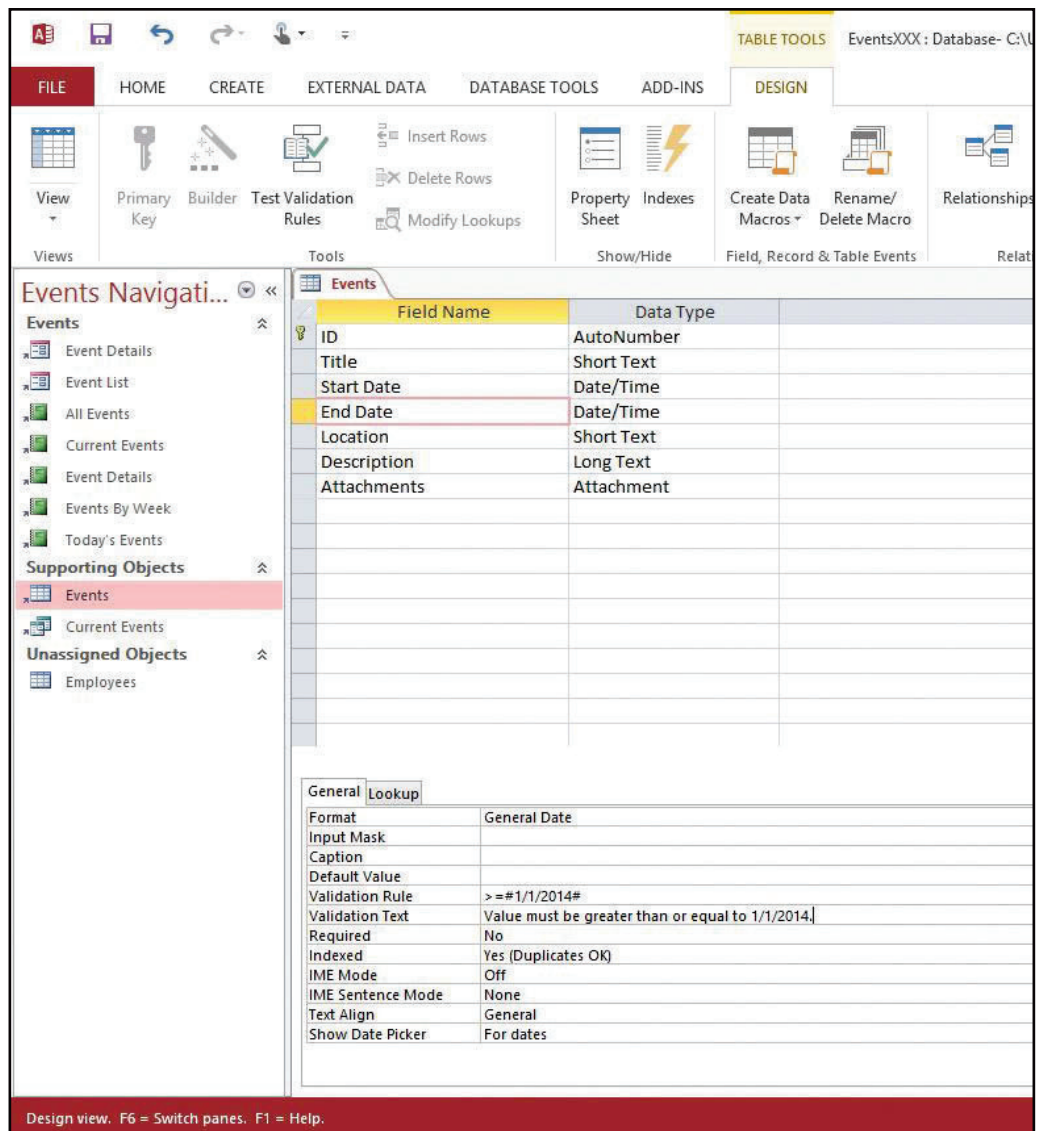 TABLE TOOLS EventsXXX : Database- C:\U
FILE HOME CREATE EXTERNAL DATA DATABASE TOOLS ADD-INS DESIGN
View
Primary Key
Builder
Test Validation Rules
Insert Rows
Delete Rows
Modify Lookups
Property Sheet
Indexes
Create Data Macros
Rename/ Delete Macro
Relationships
Views Tools Show/Hide Field, Record & Table Events Relat
Events Navigati... «
Events
Event Details
Event List
All Events
Current Events
Event Details
Events By Week
Today's Events
Supporting Objects
Events
Current Events
Unassigned Objects
Employees
Events
Field Name Data Type
ID AutoNumber
Title Short Text
Start Date Date/Time
End Date Date/Time
Location Short Text
Description Long Text
Attachments Attachment
General Lookup
Format General Date
Input Mask
Caption
Default Value
Validation Rule >=#1/1/2014#
Validation Text Value must be greater than or equal to 1/1/2014.
Required No
Indexed Yes (Duplicates OK)
IME Mode Off
IME Sentence Mode None
Text Align General
Show Date Picker For dates
Design view. F6 = Switch panes. F1 = Help.